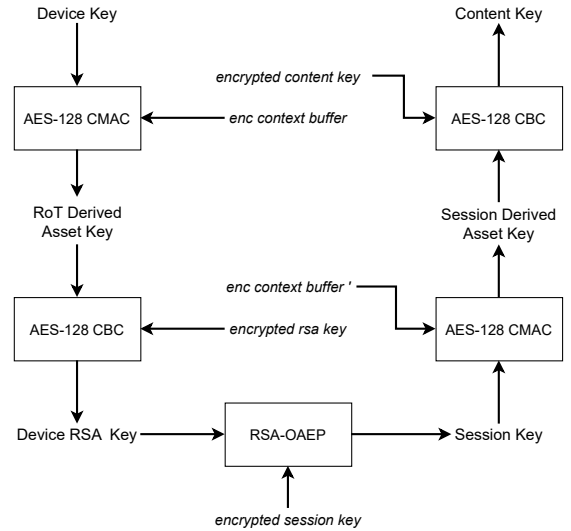 Device Key
Content Key
encrypted content key
AES-128 CMAC
enc context buffer
AES-128 CBC
RoT Derived
Asset Key
Session Derived
Asset Key
enc context buffer '
AES-128 CBC
encrypted rsa key
AES-128 CMAC
Device RSA Key
RSA-OAEP
Session Key
encrypted session key